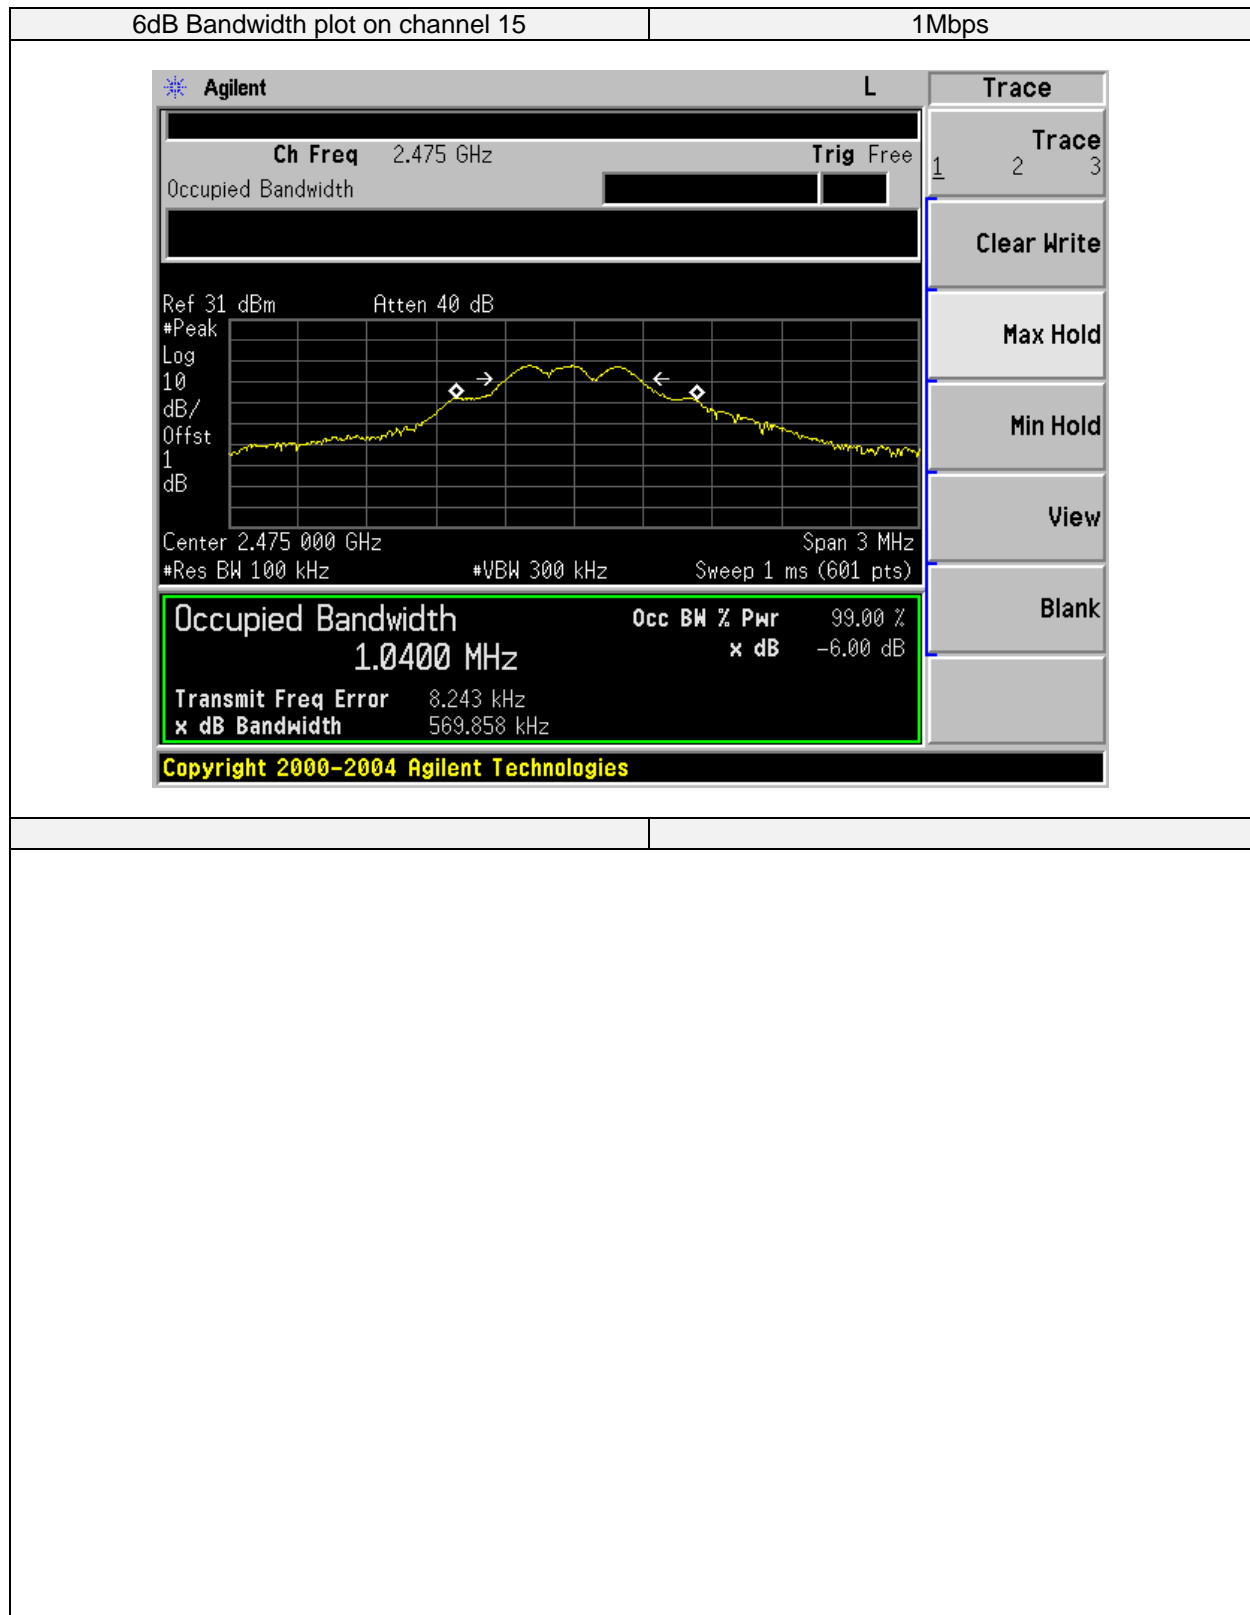 6dB Bandwidth plot on channel 15 1Mbps
Agilent L Trace
Ch Freq 2.475 GHz Trig Free
Occupied Bandwidth
Trace
1 2 3
Clear Write
Max Hold
Min Hold
View
Blank
Ref 31 dBm Atten 40 dB
#Peak
Log
10
dB/
Offst
1
dB
Center 2.475 000 GHz Span 3 MHz
#Res BW 100 kHz #VBW 300 kHz Sweep 1 ms (601 pts)
Occupied Bandwidth Occ BW % Pwr 99.00 %
1.0400 MHz x dB -6.00 dB
Transmit Freq Error 8.243 kHz
x dB Bandwidth 569.858 kHz
Copyright 2000-2004 Agilent Technologies